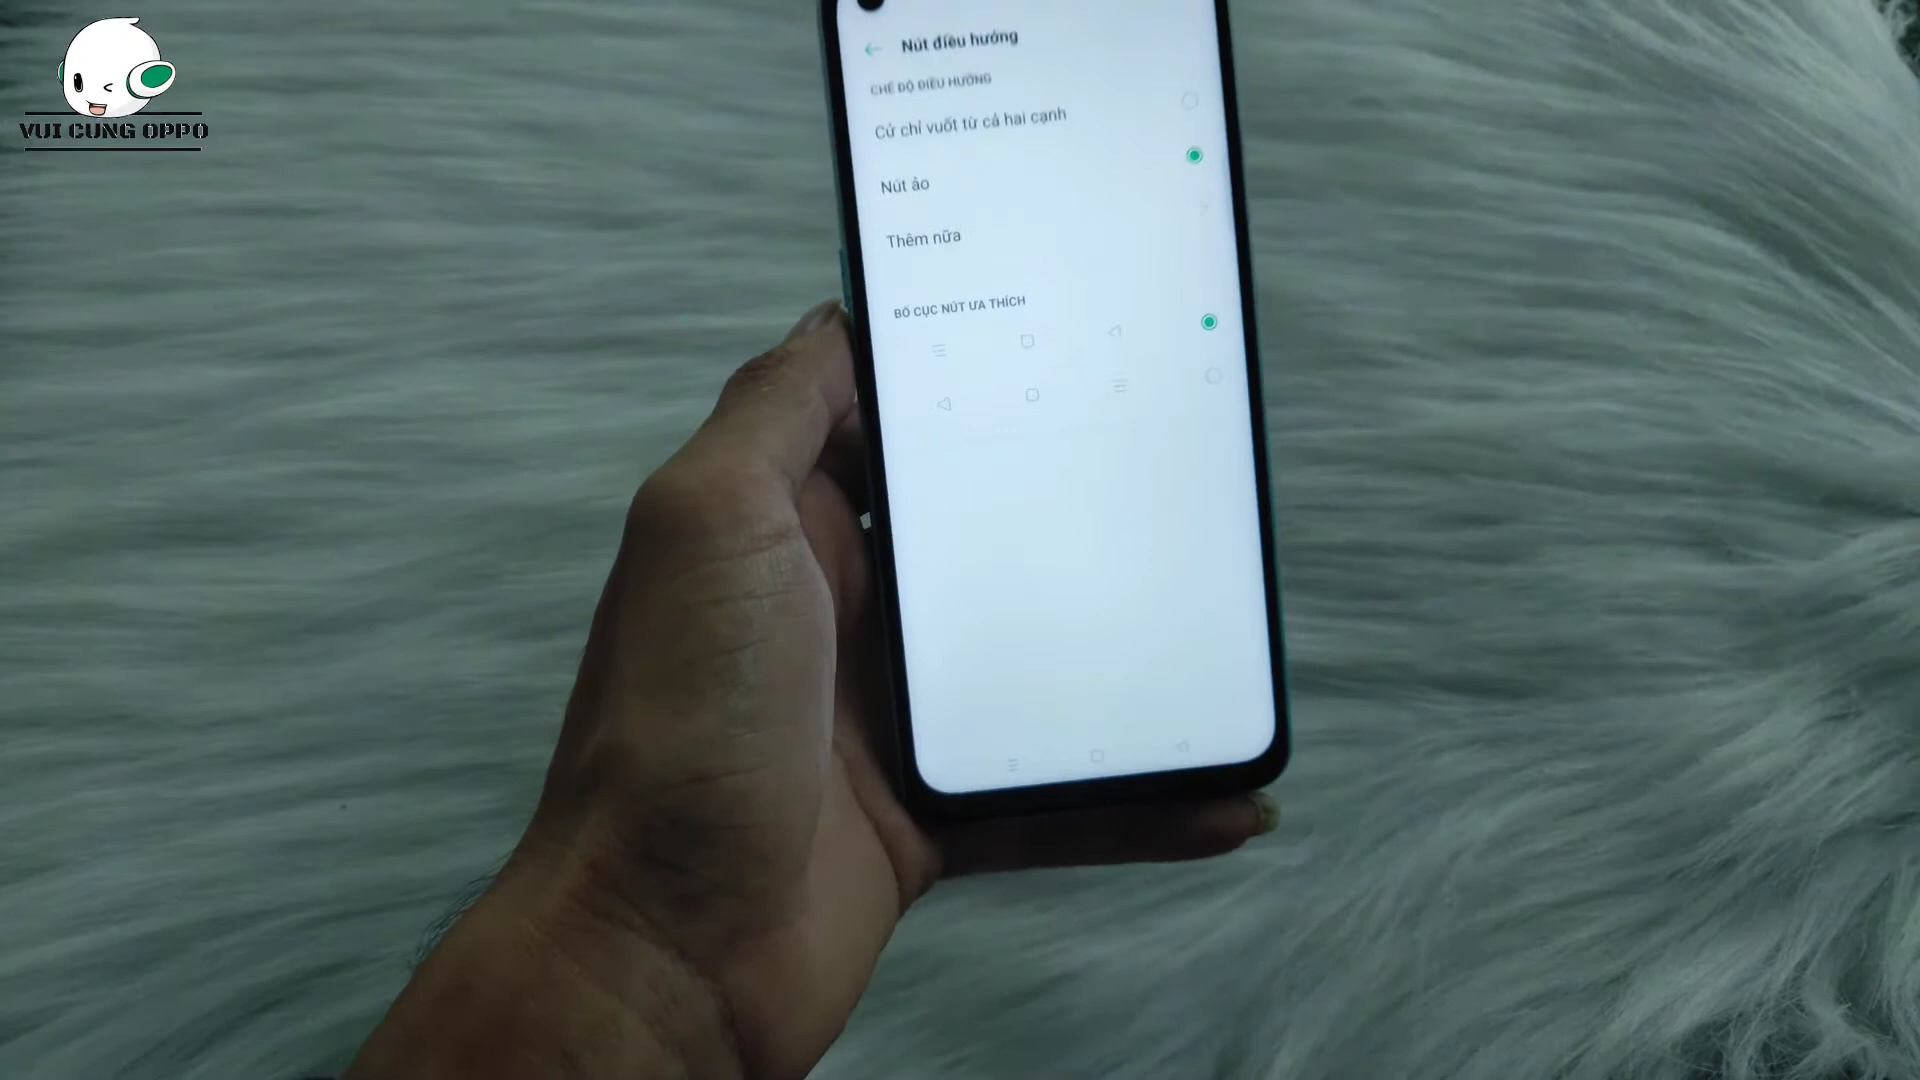 VUI CUNG OPPO
Nút điều hướng
CHẾ ĐỘ ĐIỀU HƯỚNG
Cử chỉ vuốt từ cả hai cạnh
Nút ảo
Thêm nữa
BỐ CỤC NÚT ƯA THÍCH